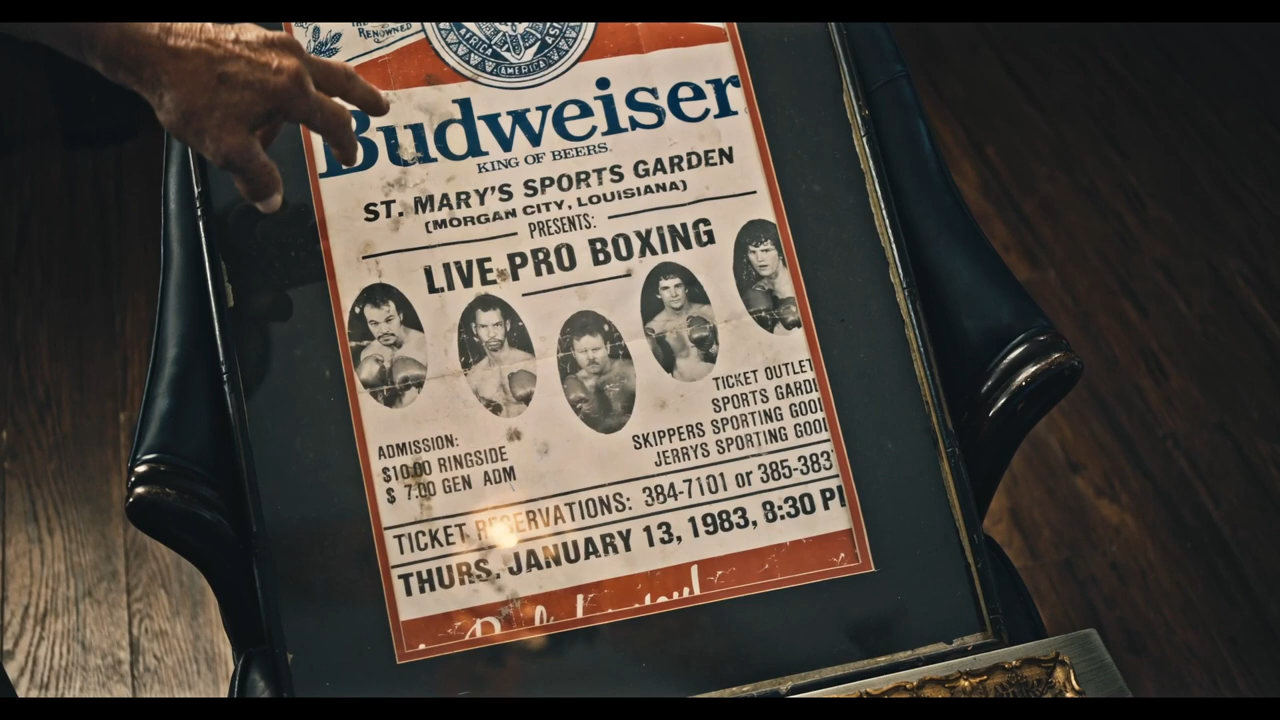 RENOWNED
AFRICA AMERICA ASIA
Budweiser
KING OF BEERS.
ST. MARY'S SPORTS GARDEN
(MORGAN CITY, LOUISIANA)
PRESENTS:
LIVE PRO BOXING
TICKET OUTLET
SPORTS GARD
SKIPPERS SPORTING GOO
JERRYS SPORTING GOO
ADMISSION:
$10.00 RINGSIDE
$ 7.00 GEN ADM
TICKET RESERVATIONS: 384-7101 or 385-383
THURS. JANUARY 13, 1983, 8:30 P